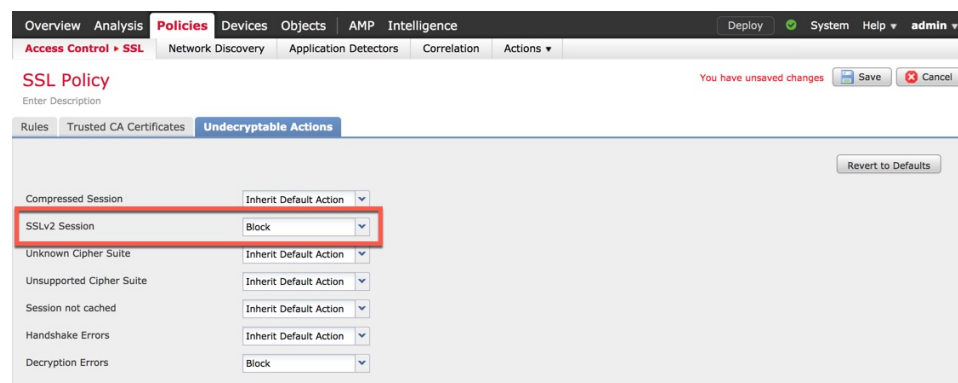 Overview Analysis Policies Devices Objects AMP Intelligence Deploy System Help admin
Access Control ▸ SSL Network Discovery Application Detectors Correlation Actions
SSL Policy You have unsaved changes Save Cancel
Enter Description
Rules Trusted CA Certificates Undecryptable Actions
Revert to Defaults
Compressed Session Inherit Default Action
SSLv2 Session Block
Unknown Cipher Suite Inherit Default Action
Unsupported Cipher Suite Inherit Default Action
Session not cached Inherit Default Action
Handshake Errors Inherit Default Action
Decryption Errors Block